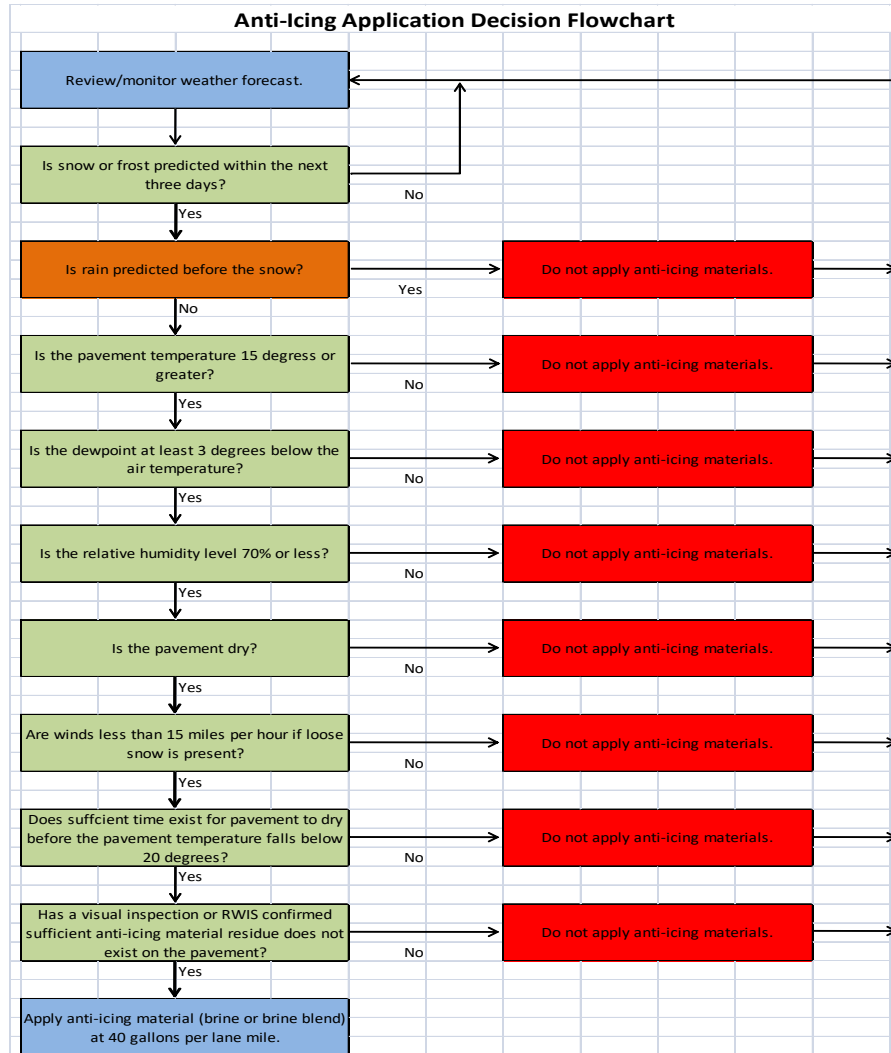 Anti-Icing Application Decision Flowchart
Review/monitor weather forecast.
Is snow or frost predicted within the next
three days?
No
Yes
Is rain predicted before the snow?
Do not apply anti-icing materials.
Yes
No
Is the pavement temperature 15 degress or
greater?
Do not apply anti-icing materials.
No
Yes
Is the dewpoint at least 3 degrees below the
air temperature?
Do not apply anti-icing materials.
No
Yes
Is the relative humidity level 70% or less?
Do not apply anti-icing materials.
No
Yes
Is the pavement dry?
Do not apply anti-icing materials.
No
Yes
Are winds less than 15 miles per hour if loose
snow is present?
Do not apply anti-icing materials.
No
Yes
Does suffcient time exist for pavement to dry
before the pavement temperature falls below
20 degrees?
Do not apply anti-icing materials.
No
Yes
Has a visual inspection or RWIS confirmed
sufficient anti-icing material residue does not
exist on the pavement?
Do not apply anti-icing materials.
No
Yes
Apply anti-icing material (brine or brine blend)
at 40 gallons per lane mile.